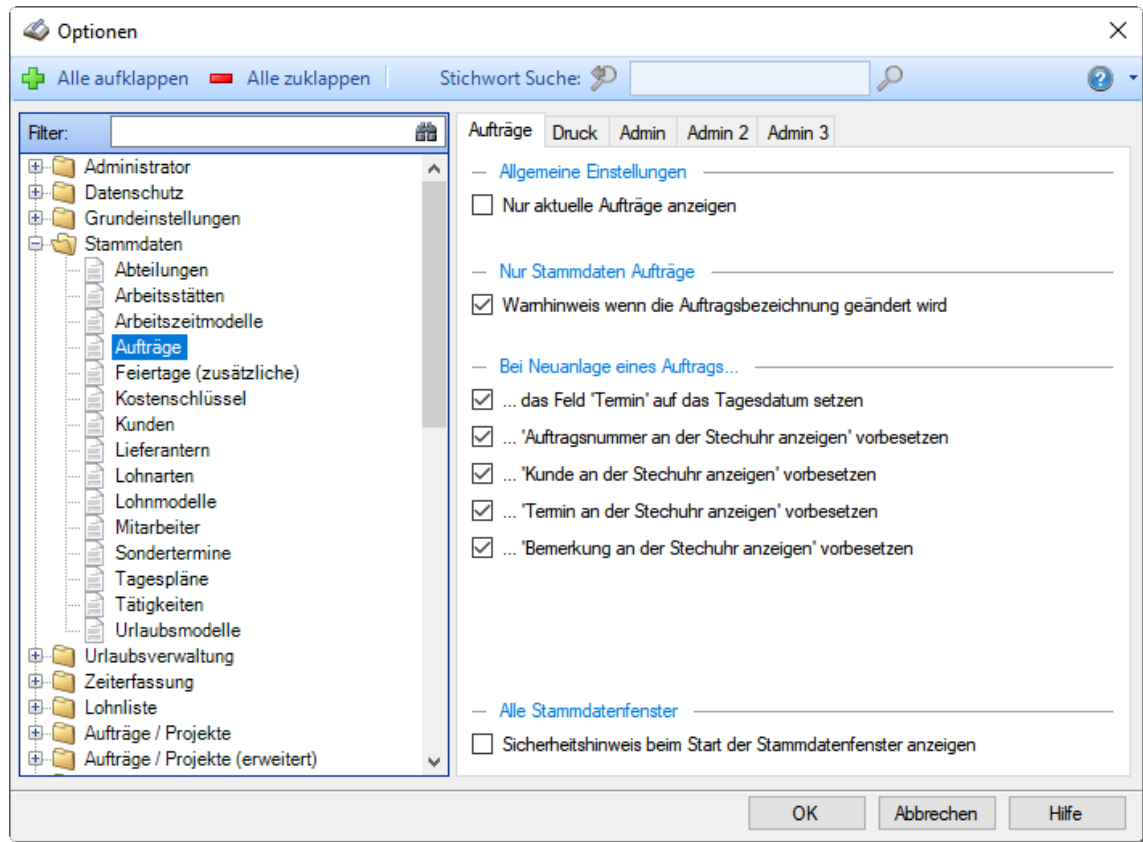 Optionen
Alle aufklappen Alle zuklappen Stichwort Suche:
Filter:
Administrator
Datenschutz
Grundeinstellungen
Stammdaten
Abteilungen
Arbeitsstätten
Arbeitszeitmodelle
Aufträge
Feiertage (zusätzliche)
Kostenschlüssel
Kunden
Lieferantern
Lohnarten
Lohnmodelle
Mitarbeiter
Sondertermine
Tagespläne
Tätigkeiten
Urlaubsmodelle
Urlaubsverwaltung
Zeiterfassung
Lohnliste
Aufträge / Projekte
Aufträge / Projekte (erweitert)
Aufträge Druck Admin Admin 2 Admin 3
Allgemeine Einstellungen
Nur aktuelle Aufträge anzeigen
Nur Stammdaten Aufträge
Warnhinweis wenn die Auftragsbezeichnung geändert wird
Bei Neuanlage eines Auftrags...
... das Feld 'Termin' auf das Tagesdatum setzen
... 'Auftragsnummer an der Stechuhr anzeigen' vorbesetzen
... 'Kunde an der Stechuhr anzeigen' vorbesetzen
... 'Termin an der Stechuhr anzeigen' vorbesetzen
... 'Bemerkung an der Stechuhr anzeigen' vorbesetzen
Alle Stammdatenfenster
Sicherheitshinweis beim Start der Stammdatenfenster anzeigen
OK Abbrechen Hilfe